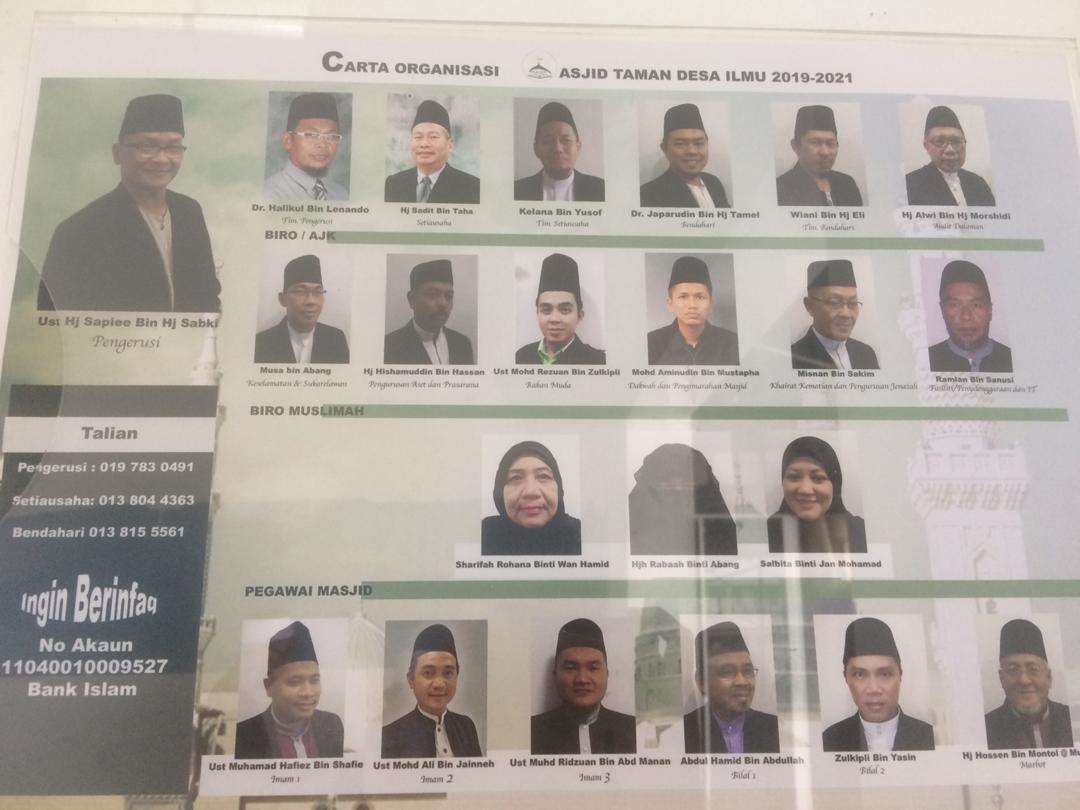 CARTA ORGANISASI ASJID TAMAN DESA ILMU 2019-2021
Ust Hj Sapiee Bin Hj Sabki
Pengerusi
Dr. Halikul Bin Lenando
Tim. Pengerusi
Hj Sadit Bin Taha
Setiausaha
Kelana Bin Yusof
Tim. Setiausaha
Dr. Japarudin Bin Hj Tamel
Bendahari
Wiani Bin Hj Eli
Tim. Bendahari
Hj Alwi Bin Hj Morshidi
Audit Dalaman
BIRO / AJK
Musa bin Abang
Keselamatan & Sukarelawan
Hj Hishamuddin Bin Hassan
Pengurusan Aset dan Prasarana
Ust Mohd Rezuan Bin Zulkipli
Rakan Muda
Mohd Aminudin Bin Mustapha
Dakwah dan Pengimarahan Masjid
Misnan Bin Sakim
Khairat Kematian dan Pengurusan Jenazah
Ramlan Bin Sanusi
Fasiliti/Penyelenggaraan dan IT
BIRO MUSLIMAH
Sharifah Rohana Binti Wan Hamid
Hjh Rabaah Binti Abang
Salbita Binti Jan Mohamad
PEGAWAI MASJID
Ust Muhamad Hafiez Bin Shafie
Imam 1
Ust Mohd Ali Bin Jainneh
Imam 2
Ust Muhd Ridzuan Bin Abd Manan
Imam 3
Abdul Hamid Bin Abdullah
Bilal 1
Zulkipli Bin Yasin
Bilal 2
Hj Hossen Bin Montol @ Mu
Marbot
Talian
Pengerusi : 019 783 0491
Setiausaha: 013 804 4363
Bendahari 013 815 5561
Ingin Berinfaq
No Akaun
11040010009527
Bank Islam